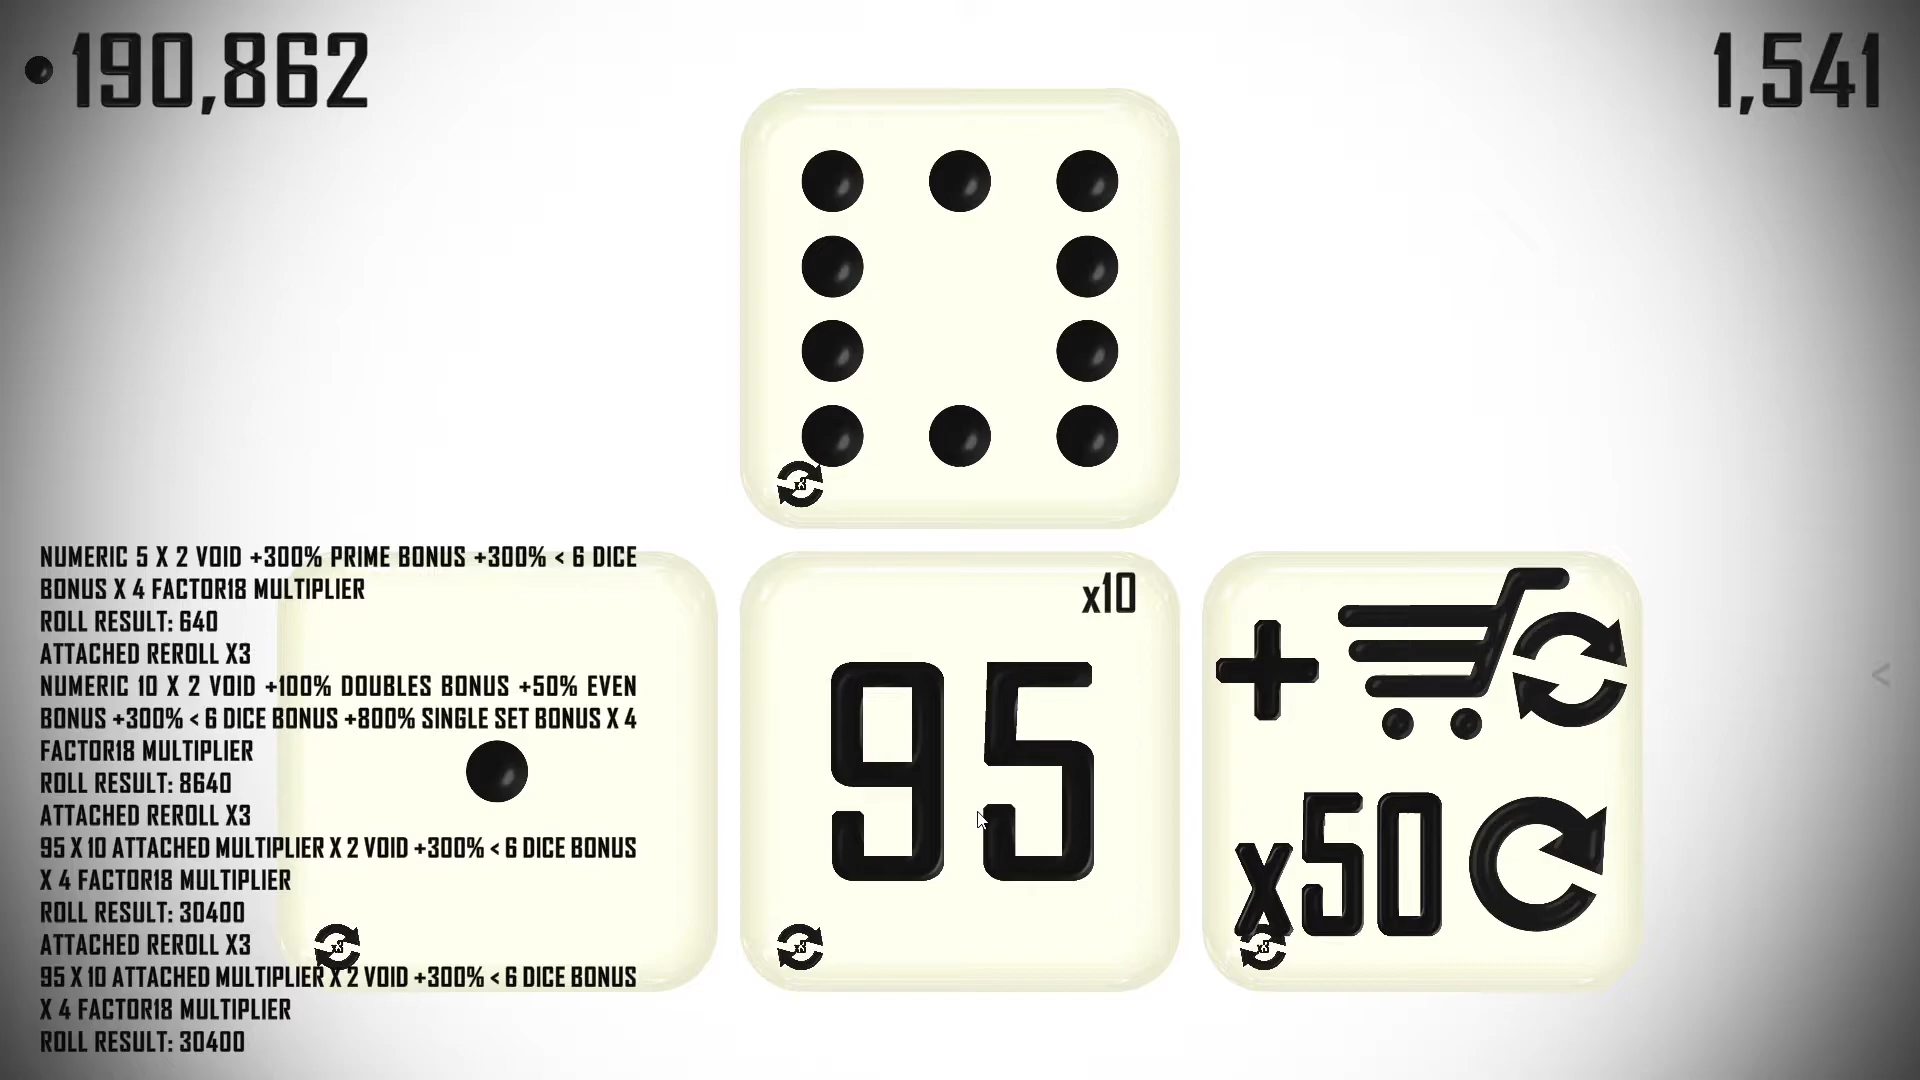 190,862
1,541
x3
NUMERIC 5 X 2 VOID +300% PRIME BONUS +300% < 6 DICE
BONUS X 4 FACTOR18 MULTIPLIER
ROLL RESULT: 640
ATTACHED REROLL X3
NUMERIC 10 X 2 VOID +100% DOUBLES BONUS +50% EVEN
BONUS +300% < 6 DICE BONUS +800% SINGLE SET BONUS X 4
FACTOR18 MULTIPLIER
ROLL RESULT: 8640
ATTACHED REROLL X3
95 X 10 ATTACHED MULTIPLIER X 2 VOID +300% < 6 DICE BONUS
X 4 FACTOR18 MULTIPLIER
ROLL RESULT: 30400
ATTACHED REROLL X3
95 X 10 ATTACHED MULTIPLIER X 2 VOID +300% < 6 DICE BONUS
X 4 FACTOR18 MULTIPLIER
ROLL RESULT: 30400
x3
x10
95
x3
+
x50
x3
<